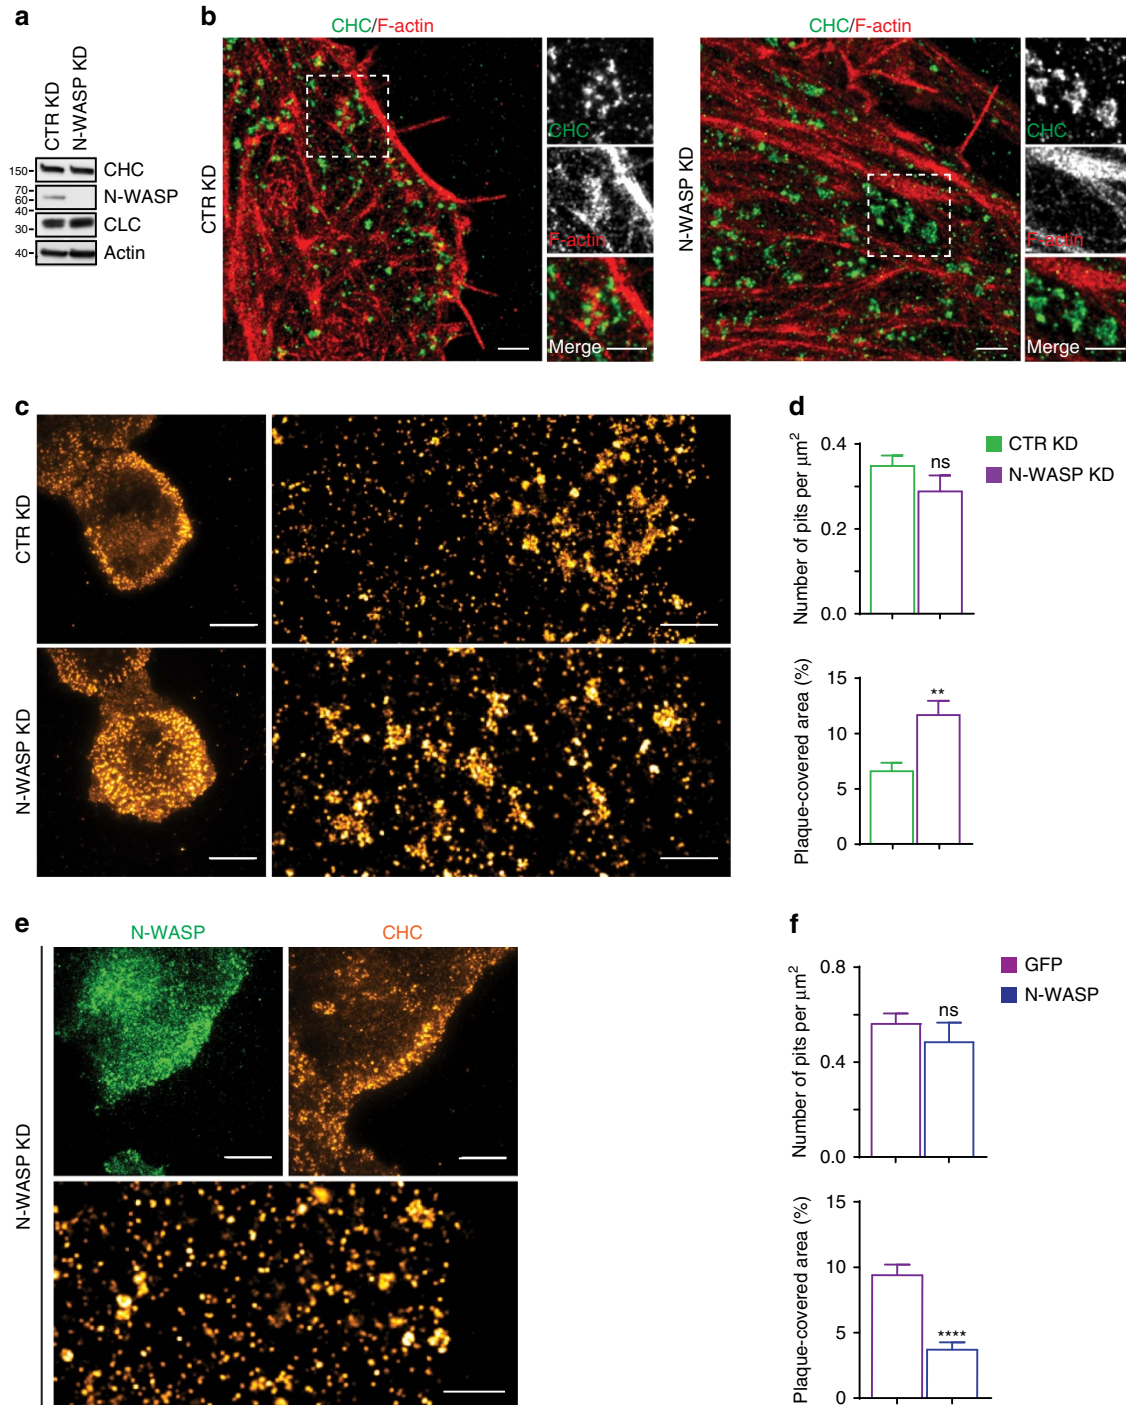 a
CTR KD
N-WASP KD
150
CHC
70
60
40
N-WASP
30
CLC
40
Actin
b
CHC/F-actin
CTR KD
CHC
F-actin
Merge
CHC/F-actin
N-WASP KD
CHC
F-actin
Merge
c
CTR KD
N-WASP KD
d
CTR KD
N-WASP KD
Number of pits per μm²
0.4
0.2
0.0
ns
Plaque-covered area (%)
15
10
5
0
**
e
N-WASP KD
N-WASP
CHC
f
GFP
N-WASP
Number of pits per μm²
0.8
0.4
0.0
ns
Plaque-covered area (%)
15
10
5
0
****